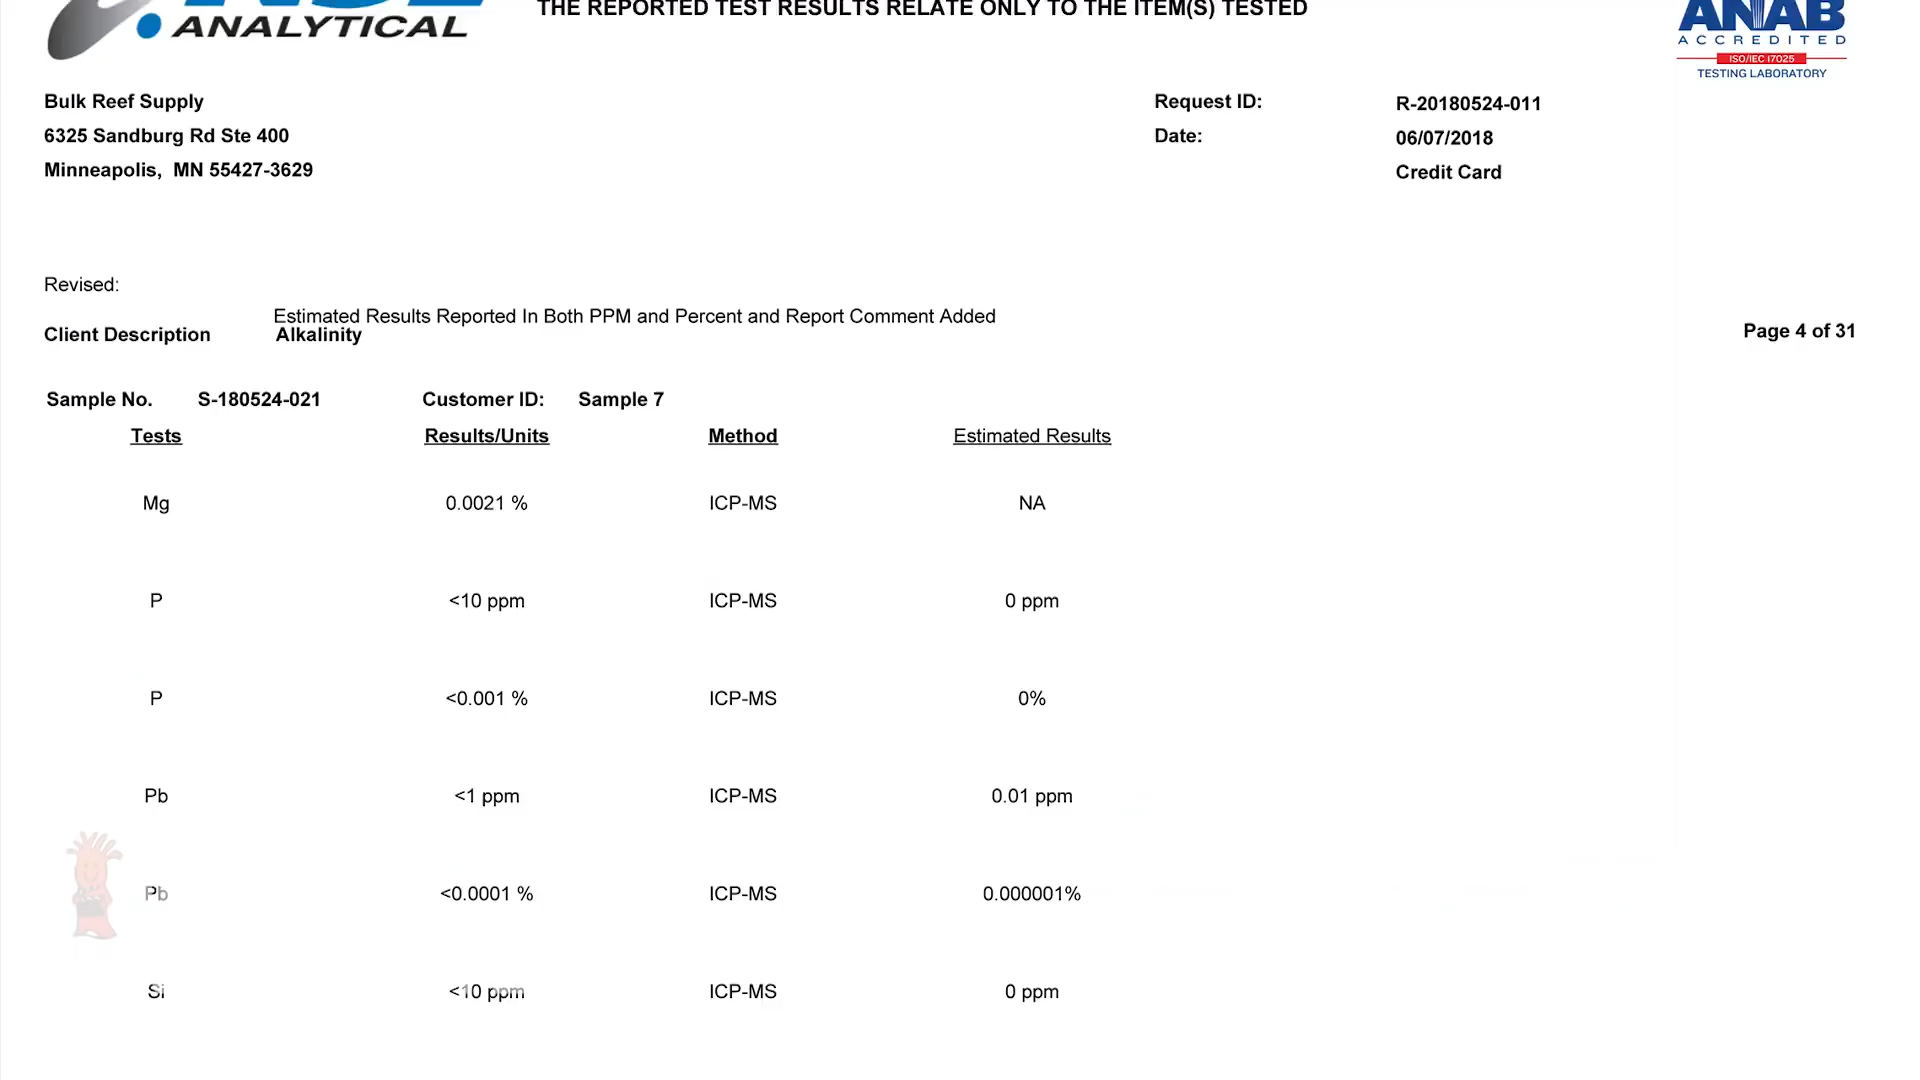 THE REPORTED TEST RESULTS RELATE ONLY TO THE ITEM(S) TESTED
ANALYTICAL
ANAB
ACCREDITED
ISO/IEC 17025
TESTING LABORATORY
Bulk Reef Supply
6325 Sandburg Rd Ste 400
Minneapolis, MN 55427-3629
Request ID: R-20180524-011
Date: 06/07/2018
Credit Card
Revised:
Estimated Results Reported In Both PPM and Percent and Report Comment Added
Client Description Alkalinity
Page 4 of 31
Sample No. S-180524-021 Customer ID: Sample 7
Tests Results/Units Method Estimated Results
Mg 0.0021 % ICP-MS NA
P <10 ppm ICP-MS 0 ppm
P <0.001 % ICP-MS 0%
Pb <1 ppm ICP-MS 0.01 ppm
Pb <0.0001 % ICP-MS 0.000001%
Si <10 ppm ICP-MS 0 ppm